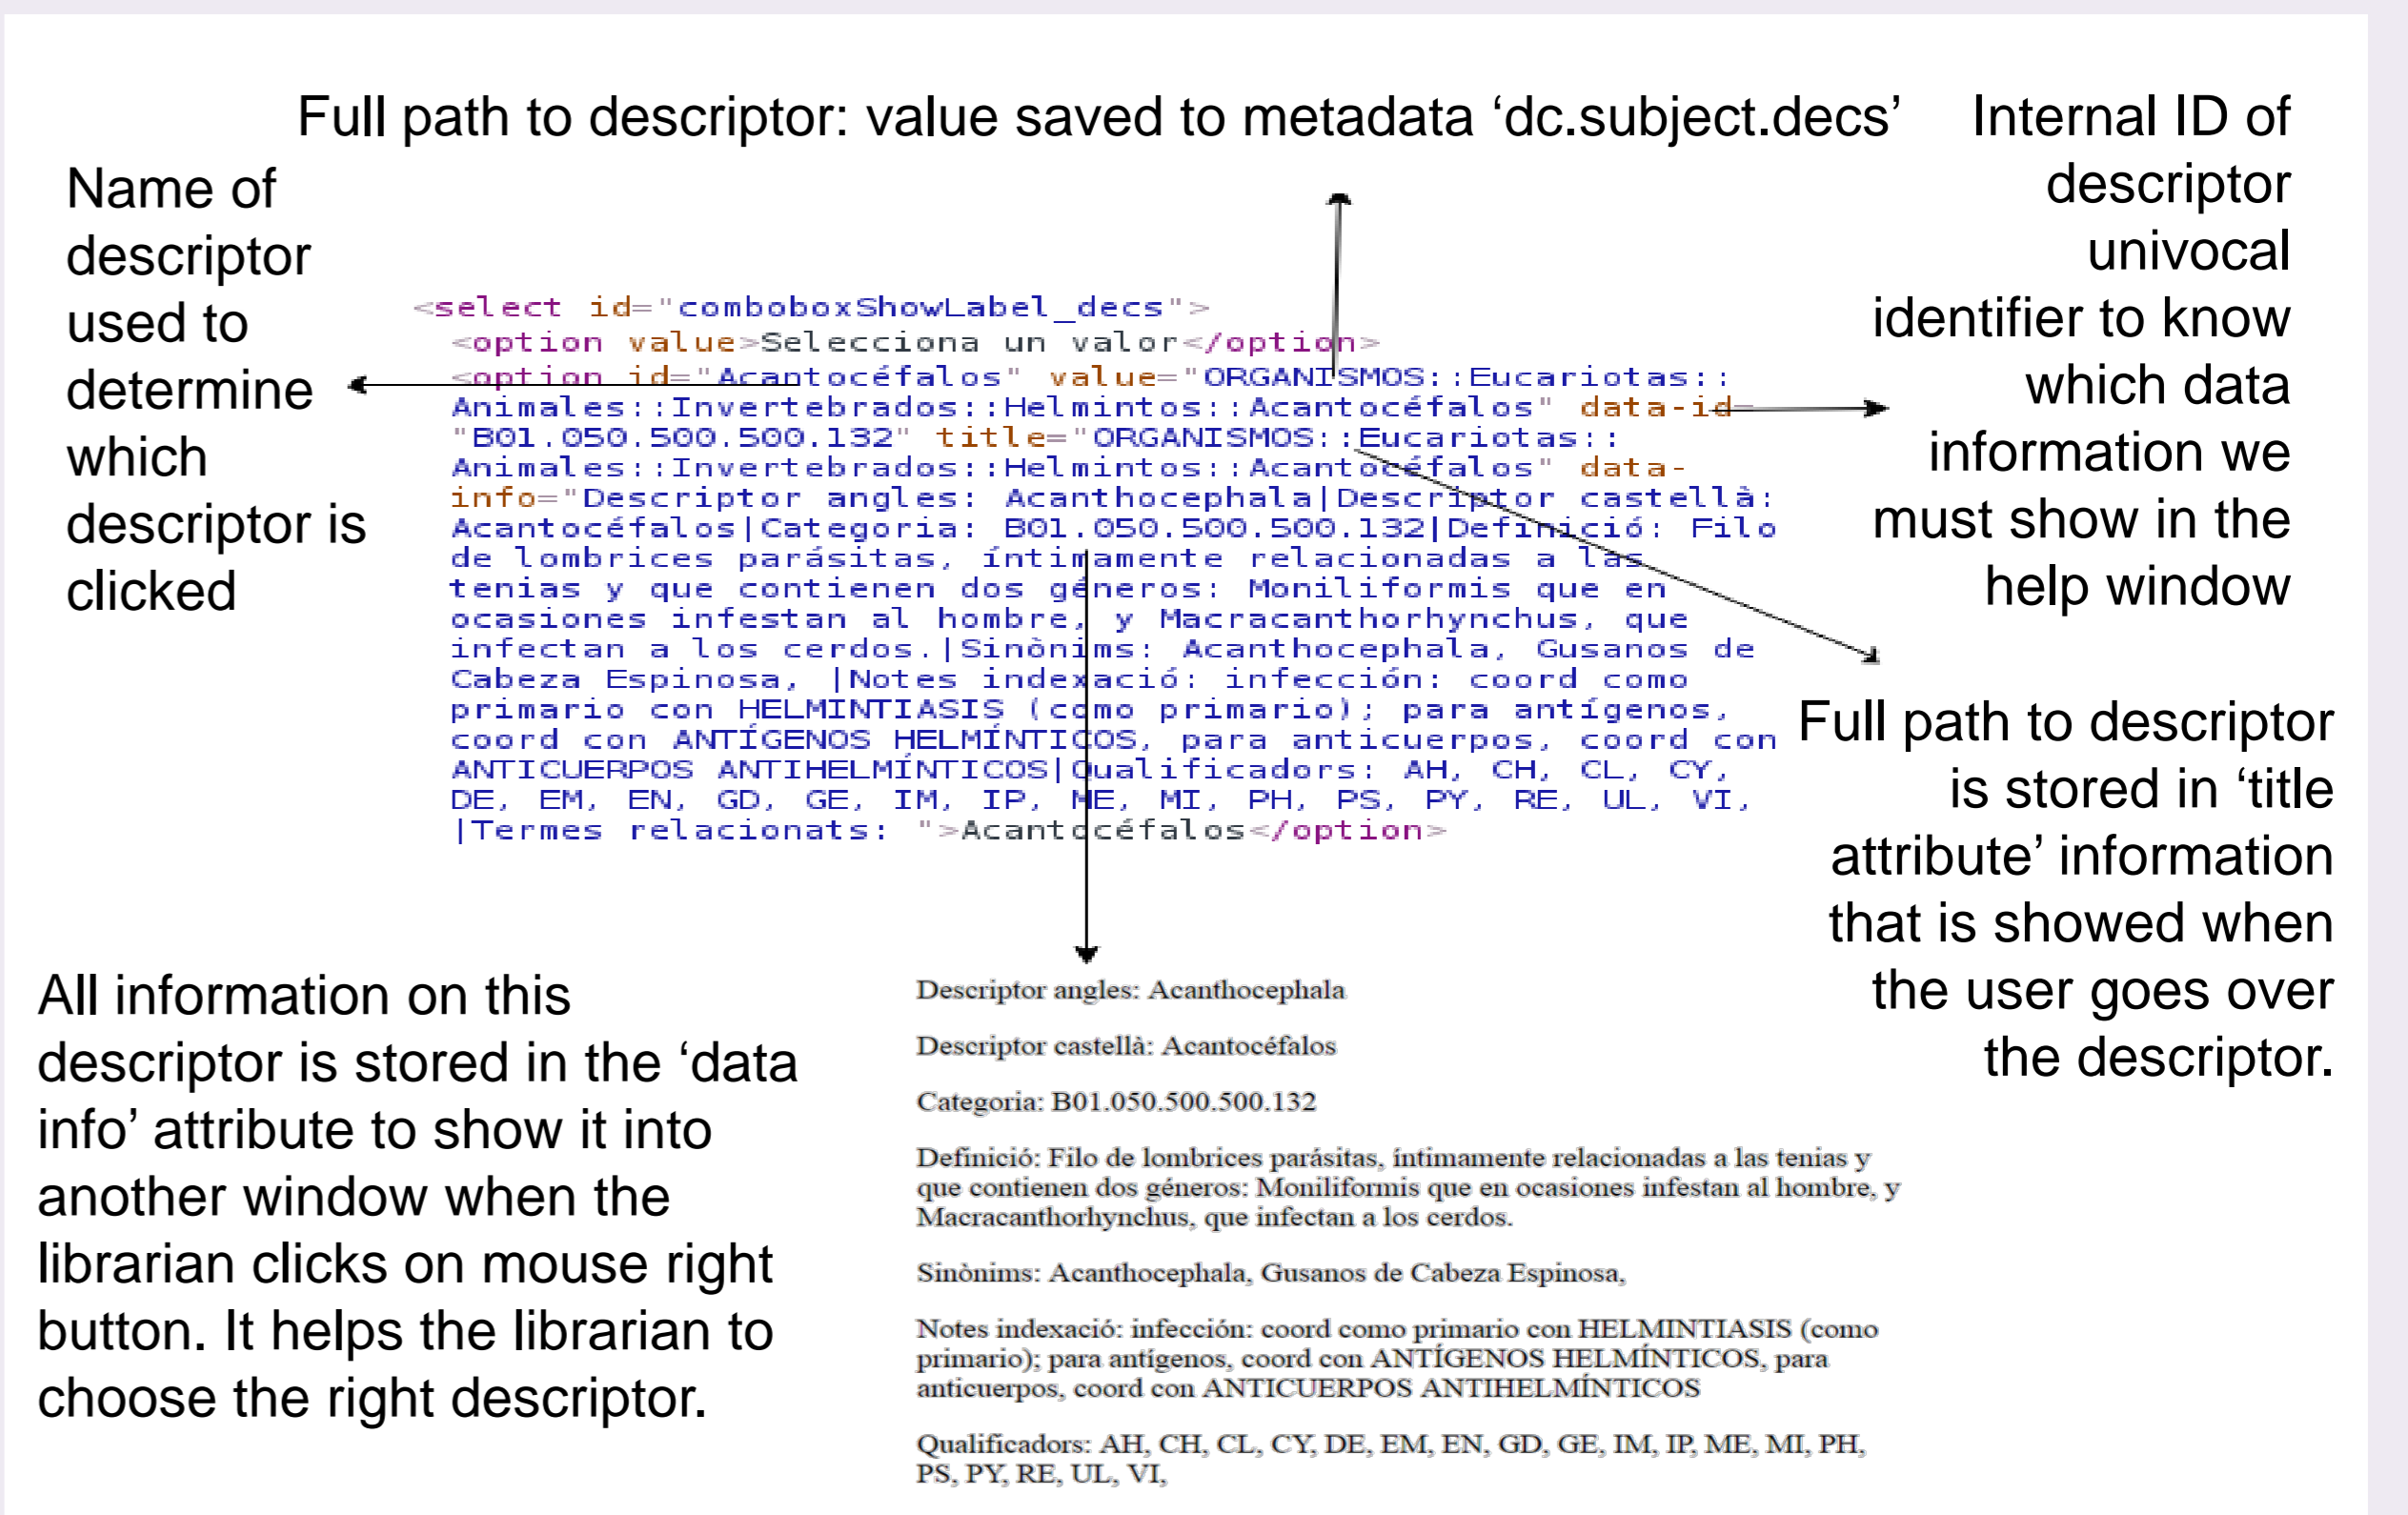 Full path to descriptor: value saved to metadata ‘dc.subject.decs’
Name of
descriptor
used to
determine
which
descriptor is
clicked
Internal ID of
descriptor
univocal
identifier to know
which data
information we
must show in the
help window
<select id="comboboxShowLabel_decs">
<option value>Selecciona un valor</option>
<option id="Acantocéfalos" value="ORGANISMOS::Eucariotas::
Animales::Invertebrados::Helmintos::Acantocéfalos" data-id=
"B01.050.500.500.132" title="ORGANISMOS::Eucariotas::
Animales::Invertebrados::Helmintos::Acantocéfalos" data-
info="Descriptor angles: Acanthocephala|Descriptor castellà:
Acantocéfalos|Categoria: B01.050.500.500.132|Definició: Filo
de lombrices parásitas, íntimamente relacionadas a las
tenias y que contienen dos géneros: Moniliformis que en
ocasiones infestan al hombre, y Macracanthorhynchus, que
infectan a los cerdos.|Sinònims: Acanthocephala, Gusanos de
Cabeza Espinosa, |Notes indexació: infección: coord como
primario con HELMINTIASIS (como primario); para antígenos,
coord con ANTÍGENOS HELMÍNTICOS, para anticuerpos, coord con
ANTICUERPOS ANTIHELMÍNTICOS|Qualificadors: AH, CH, CL, CY,
DE, EM, EN, GD, GE, IM, IP, ME, MI, PH, PS, PY, RE, UL, VI,
|Termes relacionats: ">Acantocéfalos</option>
Full path to descriptor
is stored in ‘title
attribute’ information
that is showed when
the user goes over
the descriptor.
All information on this
descriptor is stored in the ‘data
info’ attribute to show it into
another window when the
librarian clicks on mouse right
button. It helps the librarian to
choose the right descriptor.
Descriptor angles: Acanthocephala
Descriptor castellà: Acantocéfalos
Categoria: B01.050.500.500.132
Definició: Filo de lombrices parásitas, íntimamente relacionadas a las tenias y
que contienen dos géneros: Moniliformis que en ocasiones infestan al hombre, y
Macracanthorhynchus, que infectan a los cerdos.
Sinònims: Acanthocephala, Gusanos de Cabeza Espinosa,
Notes indexació: infección: coord como primario con HELMINTIASIS (como
primario); para antígenos, coord con ANTÍGENOS HELMÍNTICOS, para
anticuerpos, coord con ANTICUERPOS ANTIHELMÍNTICOS
Qualificadors: AH, CH, CL, CY, DE, EM, EN, GD, GE, IM, IP, ME, MI, PH,
PS, PY, RE, UL, VI,